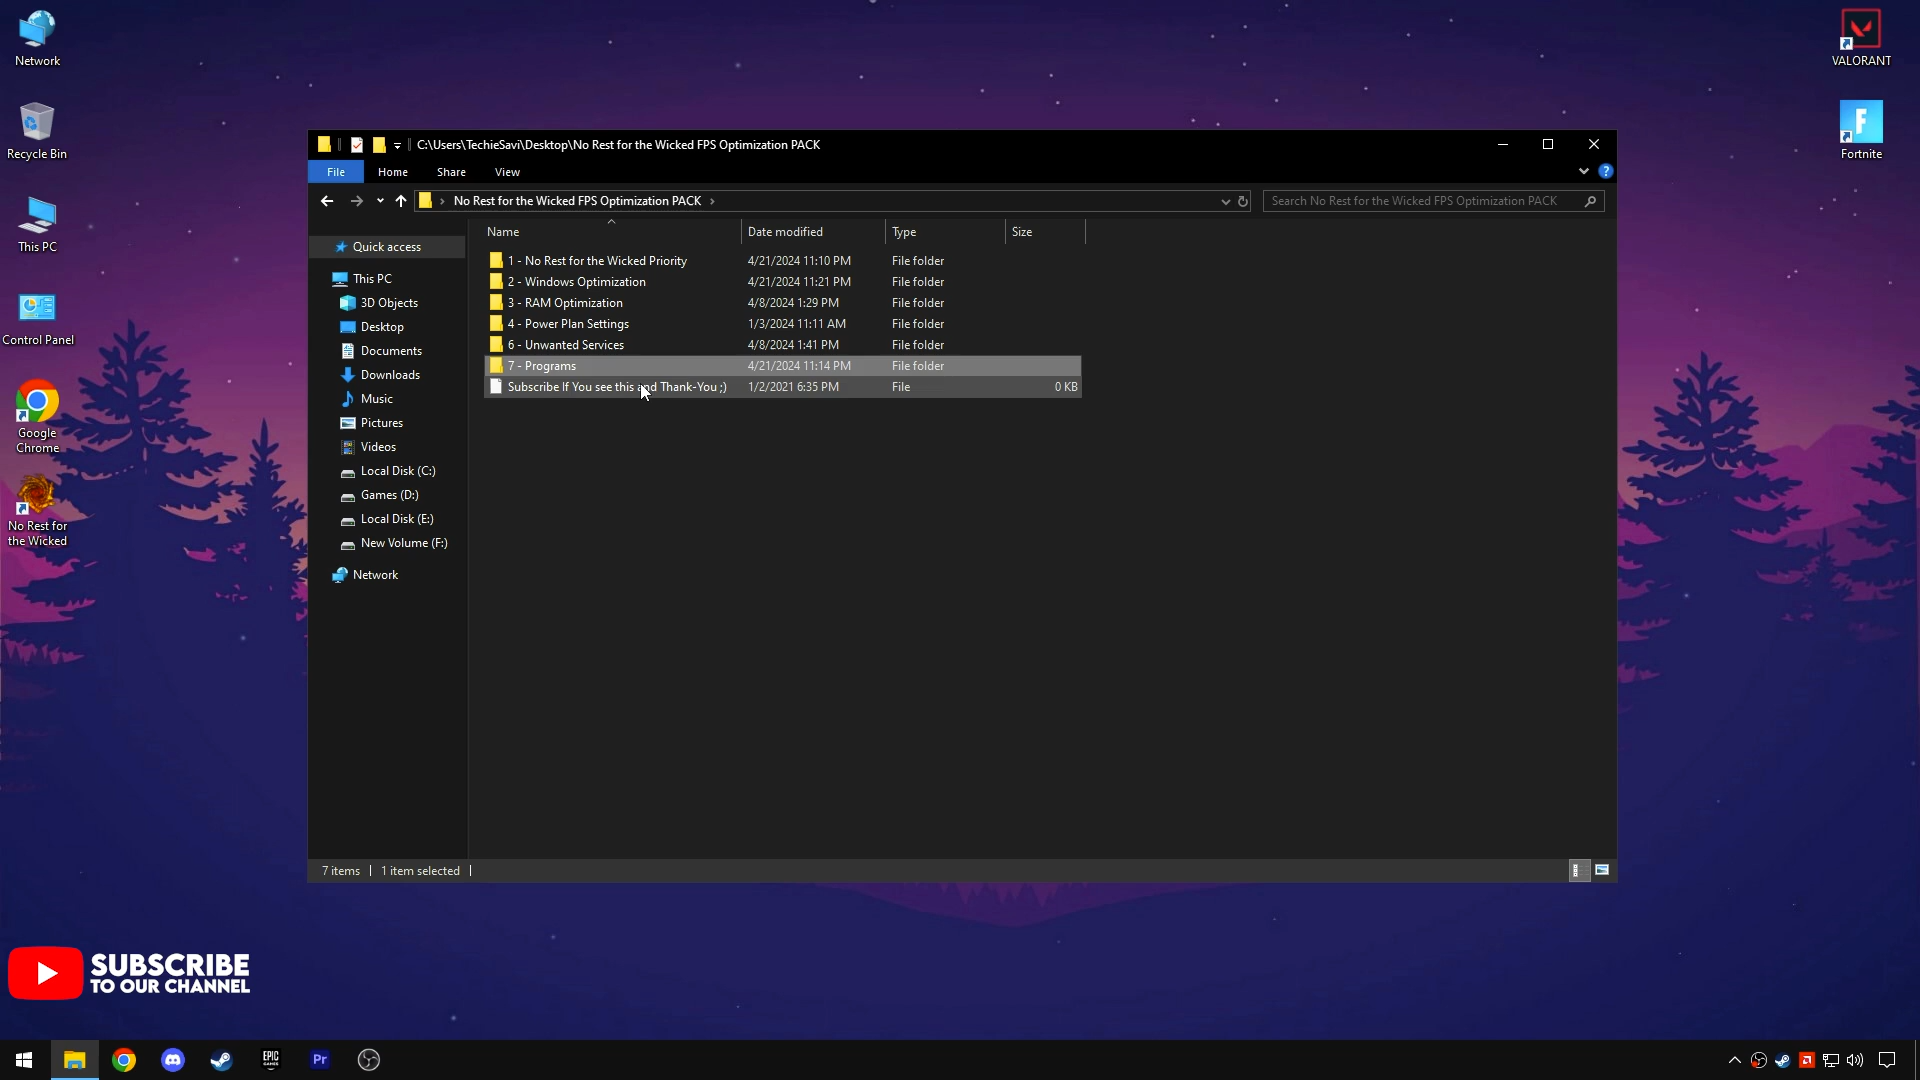 Network
VALORANT
Recycle Bin
Fortnite
This PC
Control Panel
Google
Chrome
No Rest for
the Wicked
C:\Users\TechieSavi\Desktop\No Rest for the Wicked FPS Optimization PACK
File Home Share View
No Rest for the Wicked FPS Optimization PACK
Search No Rest for the Wicked FPS Optimization PACK
Name Date modified Type Size
Quick access
This PC
3D Objects
Desktop
Documents
Downloads
Music
Pictures
Videos
Local Disk (C:)
Games (D:)
Local Disk (E:)
New Volume (F:)
Network
1 - No Rest for the Wicked Priority 4/21/2024 11:10 PM File folder
2 - Windows Optimization 4/21/2024 11:21 PM File folder
3 - RAM Optimization 4/8/2024 1:29 PM File folder
4 - Power Plan Settings 1/3/2024 11:11 AM File folder
6 - Unwanted Services 4/8/2024 1:41 PM File folder
7 - Programs 4/21/2024 11:14 PM File folder
Subscribe If You see this and Thank-You ;) 1/2/2021 6:35 PM File 0 KB
7 items 1 item selected
SUBSCRIBE
TO OUR CHANNEL
EPIC
GAMES
Pr